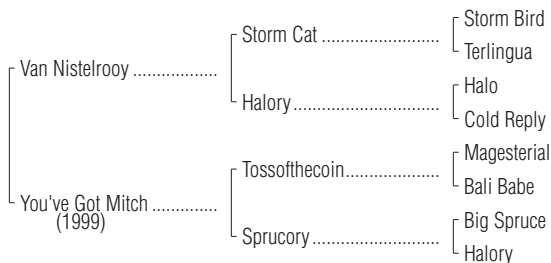 Storm Bird
Storm Cat ........................
Terlingua
Van Nistelrooy .................
Halo
Halory .............................
Cold Reply
Magesterial
Tossofthecoin ...................
Bali Babe
You've Got Mitch .............
(1999)
Big Spruce
Sprucory .........................
Halory